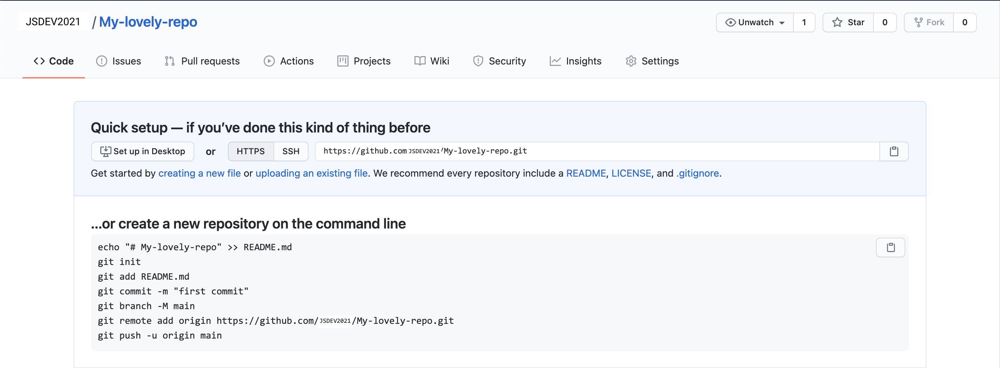 JSDEV2021 / My-lovely-repo
Unwatch 1 Star 0 Fork 0
Code Issues Pull requests Actions Projects Wiki Security Insights Settings
Quick setup — if you’ve done this kind of thing before
Set up in Desktop or HTTPS SSH https://github.com JSDEV2021/My-lovely-repo.git
Get started by creating a new file or uploading an existing file. We recommend every repository include a README, LICENSE, and .gitignore.
…or create a new repository on the command line
echo "# My-lovely-repo" >> README.md
git init
git add README.md
git commit -m "first commit"
git branch -M main
git remote add origin https://github.com/JSDEV2021/My-lovely-repo.git
git push -u origin main